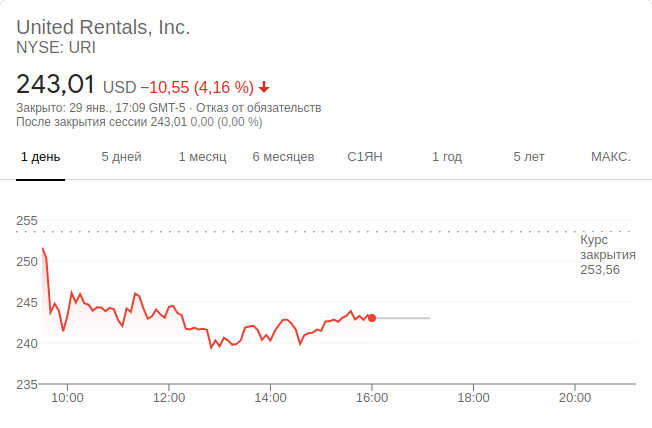 United Rentals, Inc.
NYSE: URI
243,01 USD −10,55 (4,16 %)
Закрыто: 29 янв., 17:09 GMT-5 · Отказ от обязательств
После закрытия сессии 243,01 0,00 (0,00 %)
1 день 5 дней 1 месяц 6 месяцев С1ЯН 1 год 5 лет МАКС.
255
Курс
закрытия
253,56
250
245
240
235
10:00 12:00 14:00 16:00 18:00 20:00